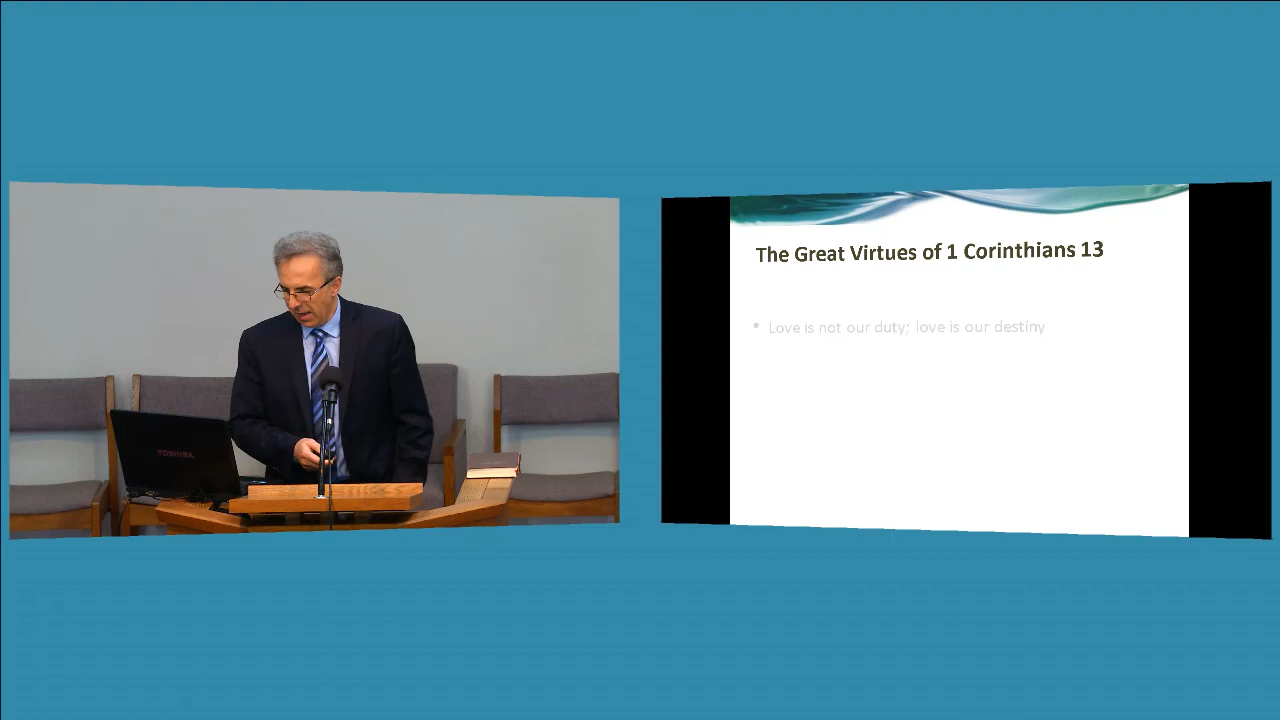 TOSHIBA
The Great Virtues of 1 Corinthians 13
• Love is not our duty; love is our destiny